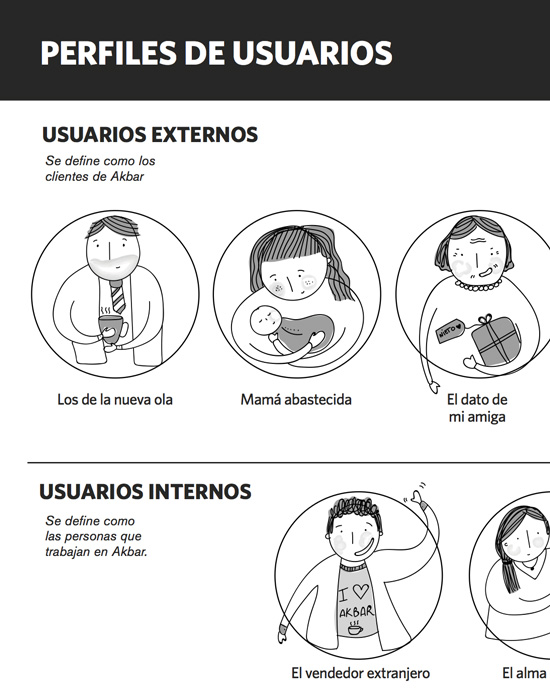 PERFILES DE USUARIOS
USUARIOS EXTERNOS
Se define como los
clientes de Akbar
NIETO
Los de la nueva ola
Mamá abastecida
El dato de
mi amiga
USUARIOS INTERNOS
Se define como
las personas que
trabajan en Akbar.
I ♡
AKBAR
El vendedor extranjero
El alma